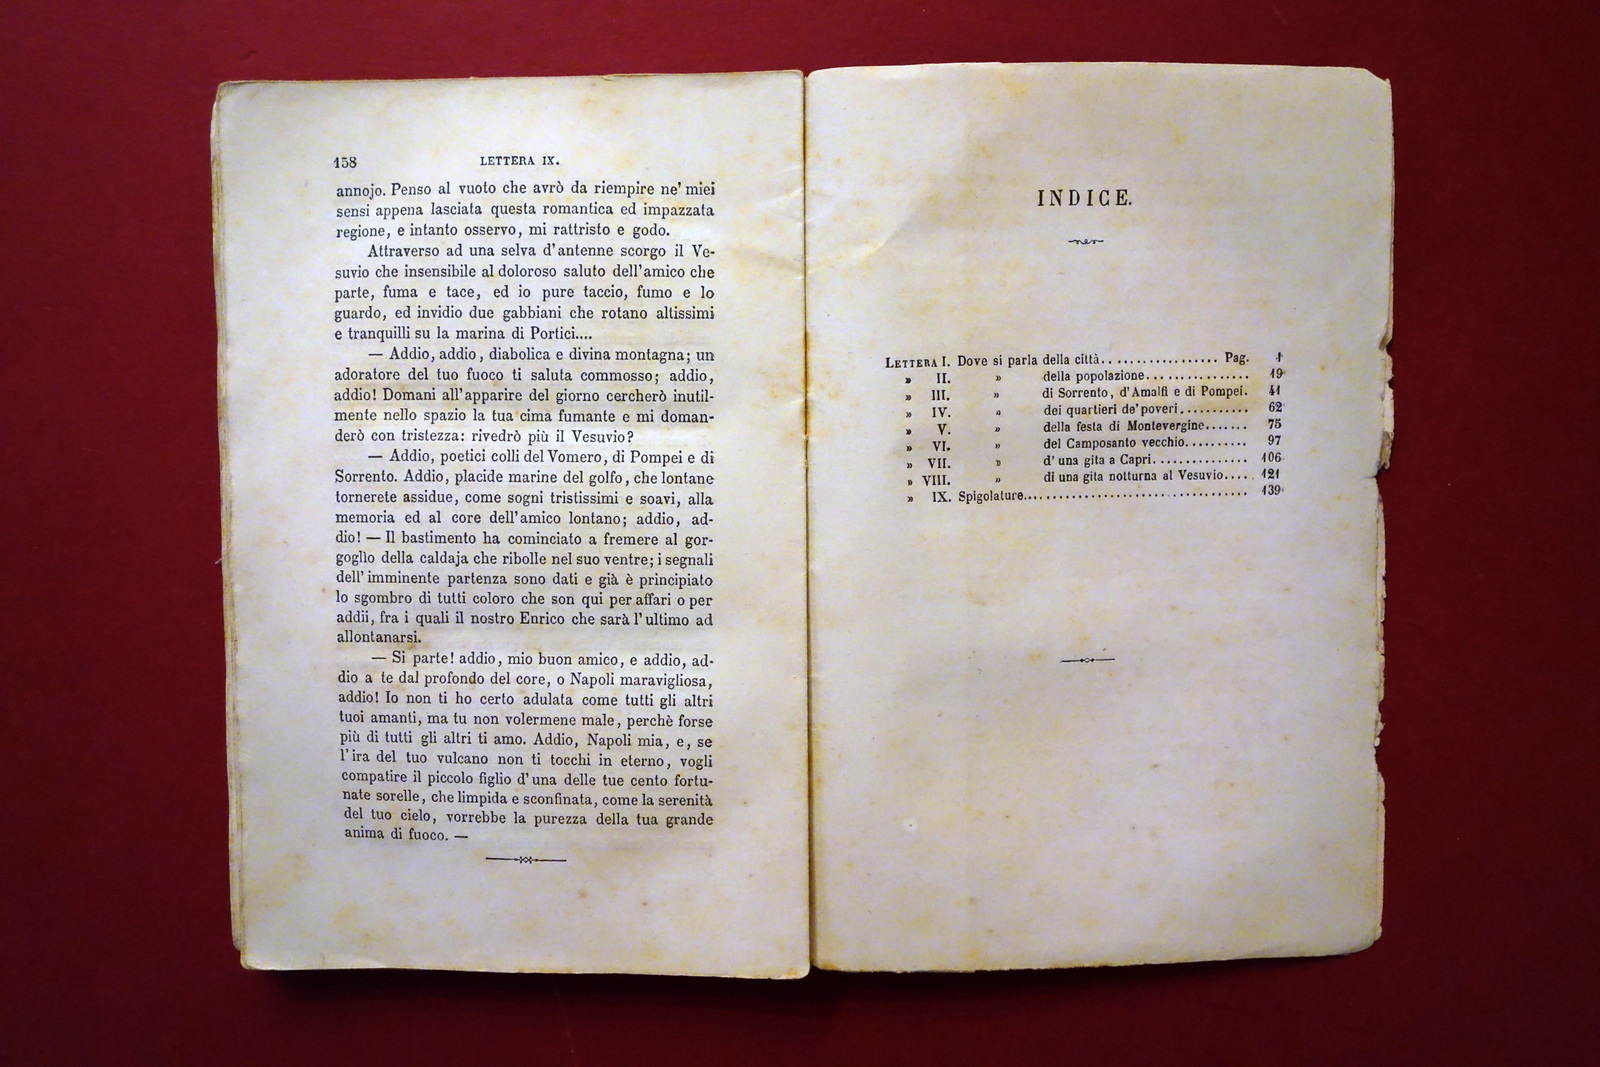 158 LETTERA IX.
annojo. Penso al vuoto che avrò da riempire ne' miei
sensi appena lasciata questa romantica ed impazzata
regione, e intanto osservo, mi rattristo e godo.
Attraverso ad una selva d'antenne scorgo il Ve-
suvio che insensibile al doloroso saluto dell'amico che
parte, fuma e tace, ed io pure taccio, fumo e lo
guardo, ed invidio due gabbiani che rotano altissimi
e tranquilli su la marina di Portici....
— Addio, addio, diabolica e divina montagna; un
adoratore del tuo fuoco ti saluta commosso; addio,
addio! Domani all'apparire del giorno cercherò inutil-
mente nello spazio la tua cima fumante e mi doman-
derò con tristezza: rivedrò più il Vesuvio?
— Addio, poetici colli del Vomero, di Pompei e di
Sorrento. Addio, placide marine del golfo, che lontane
tornerete assidue, come sogni tristissimi e soavi, alla
memoria ed al core dell'amico lontano; addio, ad-
dio! — Il bastimento ha cominciato a fremere al gor-
goglio della caldaja che ribolle nel suo ventre; i segnali
dell' imminente partenza sono dati e già è principiato
lo sgombro di tutti coloro che son qui per affari o per
addii, fra i quali il nostro Enrico che sarà l' ultimo ad
allontanarsi.
— Si parte! addio, mio buon amico, e addio, ad-
dio a te dal profondo del core, o Napoli maravigliosa,
addio! Io non ti ho certo adulata come tutti gli altri
tuoi amanti, ma tu non volermene male, perchè forse
più di tutti gli altri ti amo. Addio, Napoli mia, e, se
l'ira del tuo vulcano non ti tocchi in eterno, vogli
compatire il piccolo figlio d'una delle tue cento fortu-
nate sorelle, che limpida e sconfinata, come la serenità
del tuo cielo, vorrebbe la purezza della tua grande
anima di fuoco. —
INDICE.
LETTERA I. Dove si parla della città.................. Pag. 1
» II. » della popolazione............... 19
» III. » di Sorrento, d'Amalfi e di Pompei. 41
» IV. » dei quartieri de'poveri........... 62
» V. » della festa di Montevergine....... 75
» VI. » del Camposanto vecchio.......... 97
» VII. » d' una gita a Capri............... 106
» VIII. » di una gita notturna al Vesuvio.... 121
» IX. Spigolature................................... 139